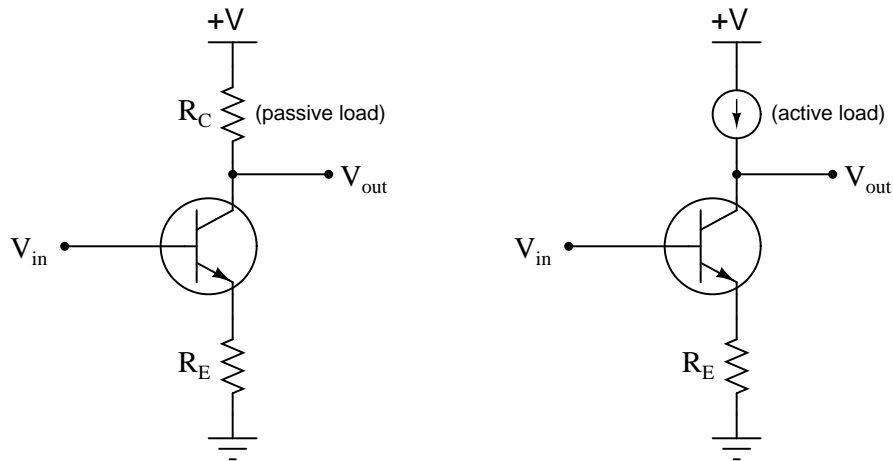 +V
R_C (passive load)
V_out
V_in
R_E
+V
(active load)
V_out
V_in
R_E